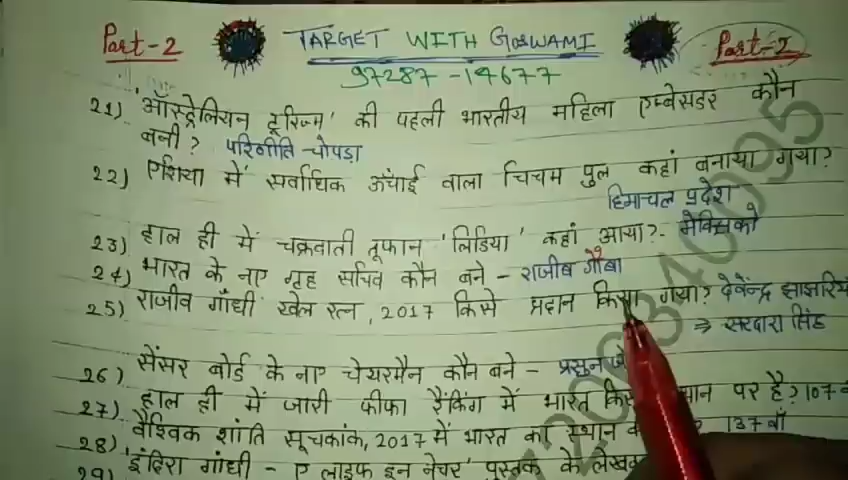 Part-2 TARGET WITH GOSWAMI Part-2
97287-14677
21) 'ऑस्ट्रेलियन टूरिज्म' की पहली भारतीय महिला एम्बेसडर कौन
बनी? परिणीति-चोपडा
22) एशिया में सर्वाधिक ऊँचाई वाला चिचम पुल कहां बनाया गया?
हिमाचल प्रदेश
23) हाल ही में चक्रवाती तूफान 'लिडिया' कहां आया?- मैक्सिको
24) भारत के नए गृह सचिव कौन बने - राजीब गौबा
25) राजीव गाँधी खेल रत्न, 2017 किसे प्रदान किया गया? देवेन्द्र झाझरिया
⇒ सरदारा सिंह
26) सेंसर बोर्ड के नए चेयरमैन कौन बने - प्रसुन
27) हाल ही में जारी फीफा रैंकिंग में भारत किस स्थान पर है? 107वां
28) वैश्विक शांति सूचकांक, 2017 में भारत का स्थान 137वाँ
29) 'इंदिरा गाँधी - ए लाइफ इन नेचर' पुस्तक के लेखक